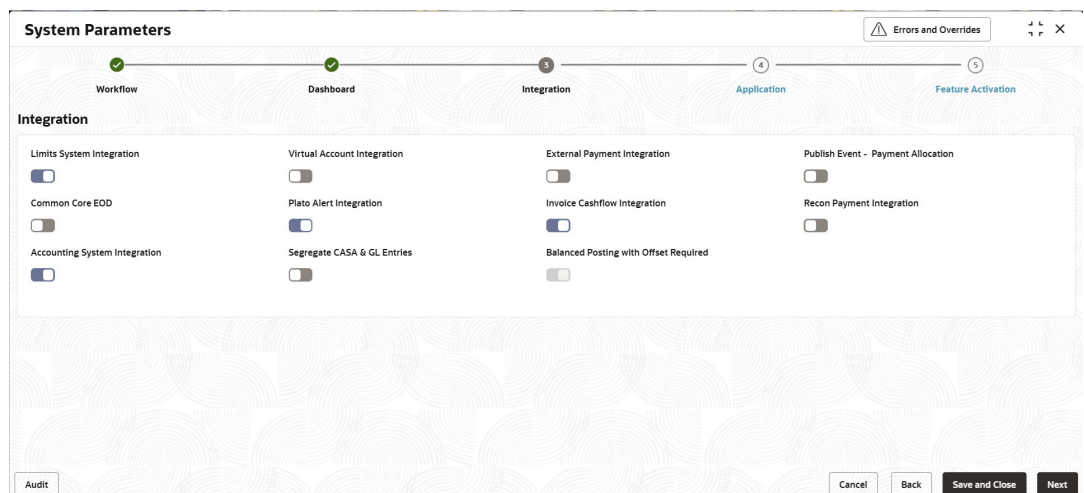 System Parameters
Errors and Overrides
3
4
5
Workflow
Dashboard
Integration
Application
Feature Activation
Integration
Limits System Integration
Virtual Account Integration
External Payment Integration
Publish Event - Payment Allocation
Common Core EOD
Plato Alert Integration
Invoice Cashflow Integration
Recon Payment Integration
Accounting System Integration
Segregate CASA & GL Entries
Balanced Posting with Offset Required
Audit
Cancel
Back
Save and Close
Next